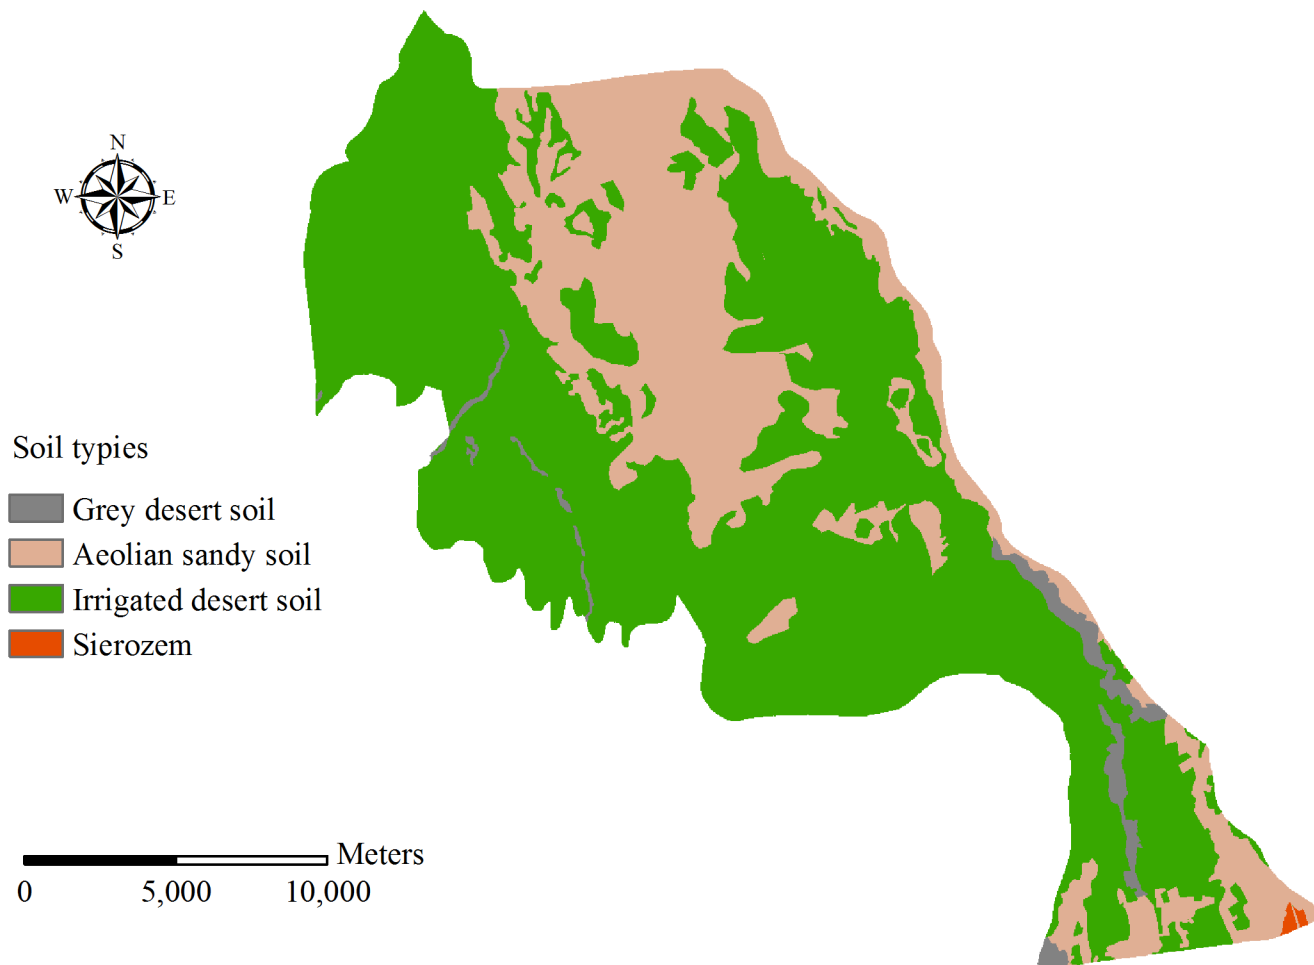 N
W E
S
Soil typies
Grey desert soil
Aeolian sandy soil
Irrigated desert soil
Sierozem
Meters
0 5,000 10,000